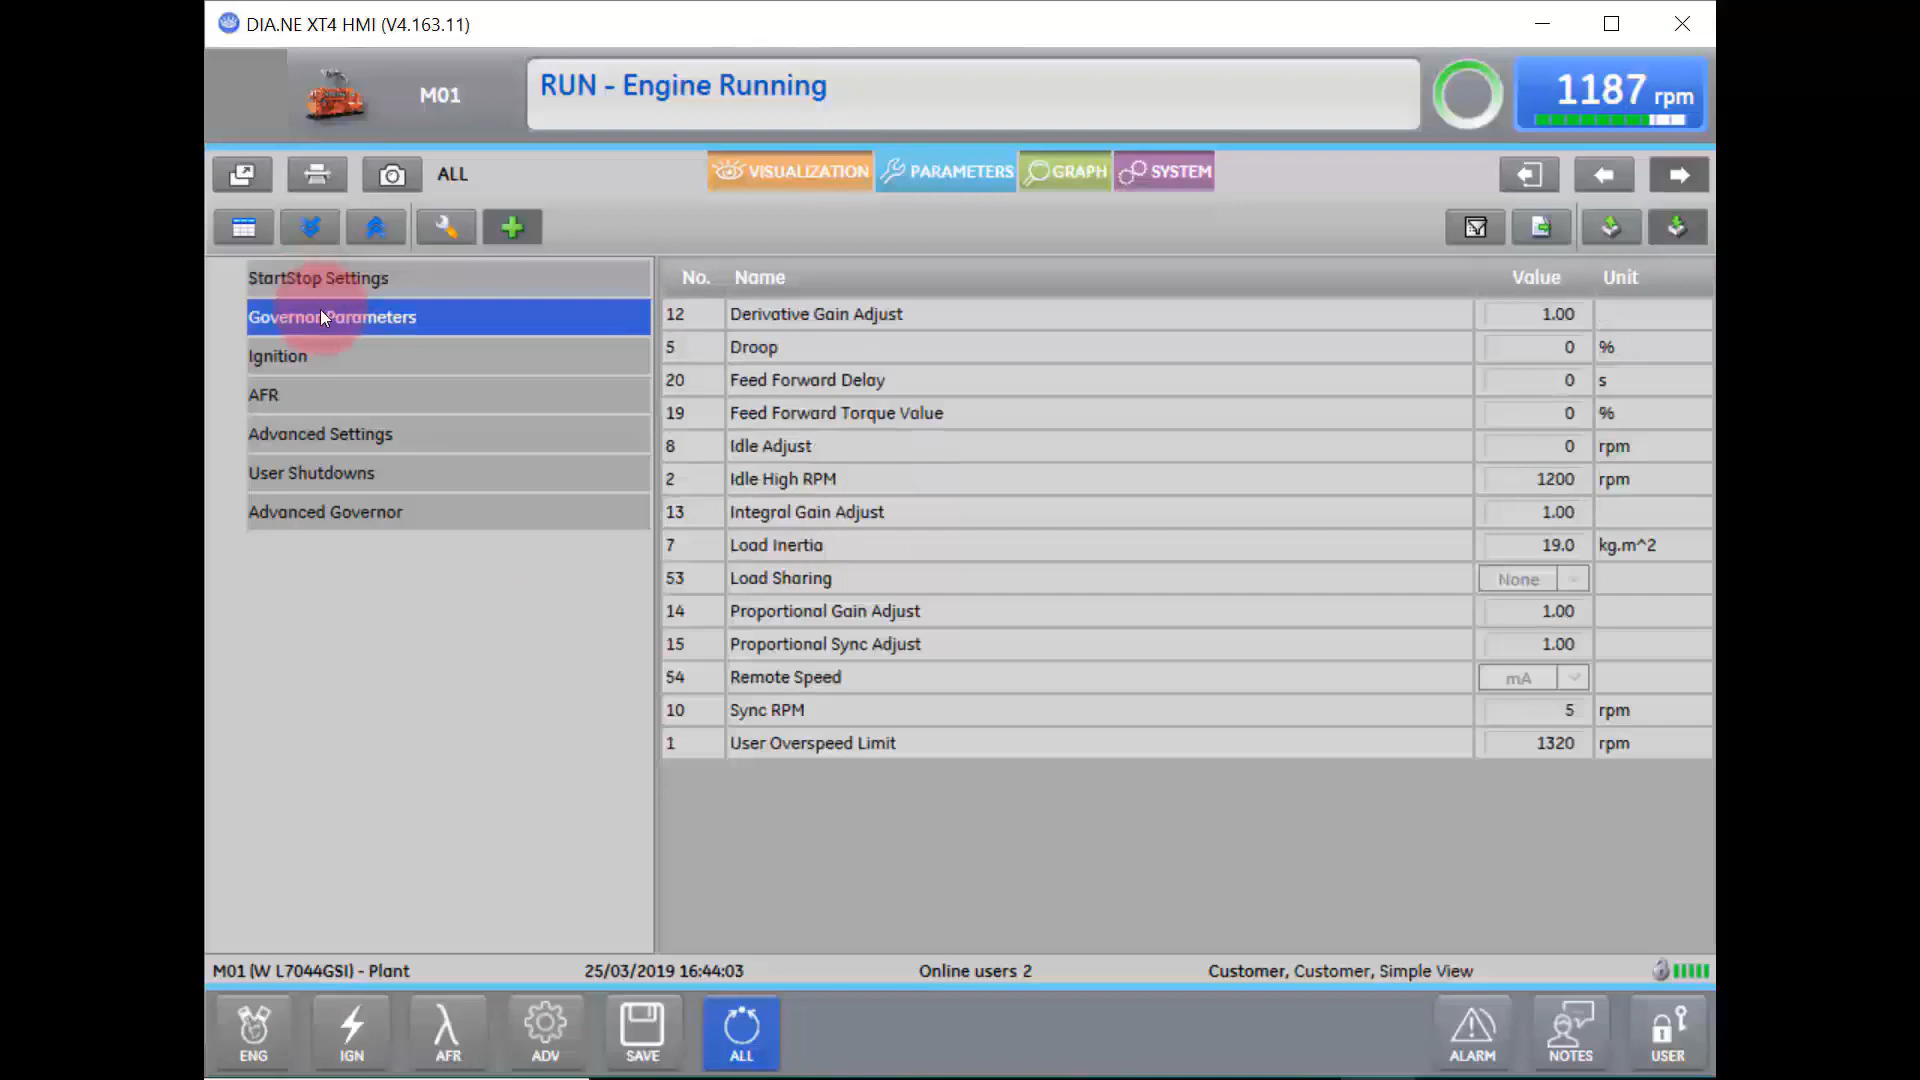 DIA.NE XT4 HMI (V4.163.11)
M01
RUN - Engine Running
1187 rpm
ALL
VISUALIZATION
PARAMETERS
GRAPH
SYSTEM
StartStop Settings
Governor Parameters
Ignition
AFR
Advanced Settings
User Shutdowns
Advanced Governor
No. Name Value Unit
12 Derivative Gain Adjust 1.00
5 Droop 0 %
20 Feed Forward Delay 0 s
19 Feed Forward Torque Value 0 %
8 Idle Adjust 0 rpm
2 Idle High RPM 1200 rpm
13 Integral Gain Adjust 1.00
7 Load Inertia 19.0 kg.m^2
53 Load Sharing None
14 Proportional Gain Adjust 1.00
15 Proportional Sync Adjust 1.00
54 Remote Speed mA
10 Sync RPM 5 rpm
1 User Overspeed Limit 1320 rpm
M01 (W L7044GSI) - Plant 25/03/2019 16:44:03 Online users 2 Customer, Customer, Simple View
ENG IGN AFR ADV SAVE ALL ALARM NOTES USER